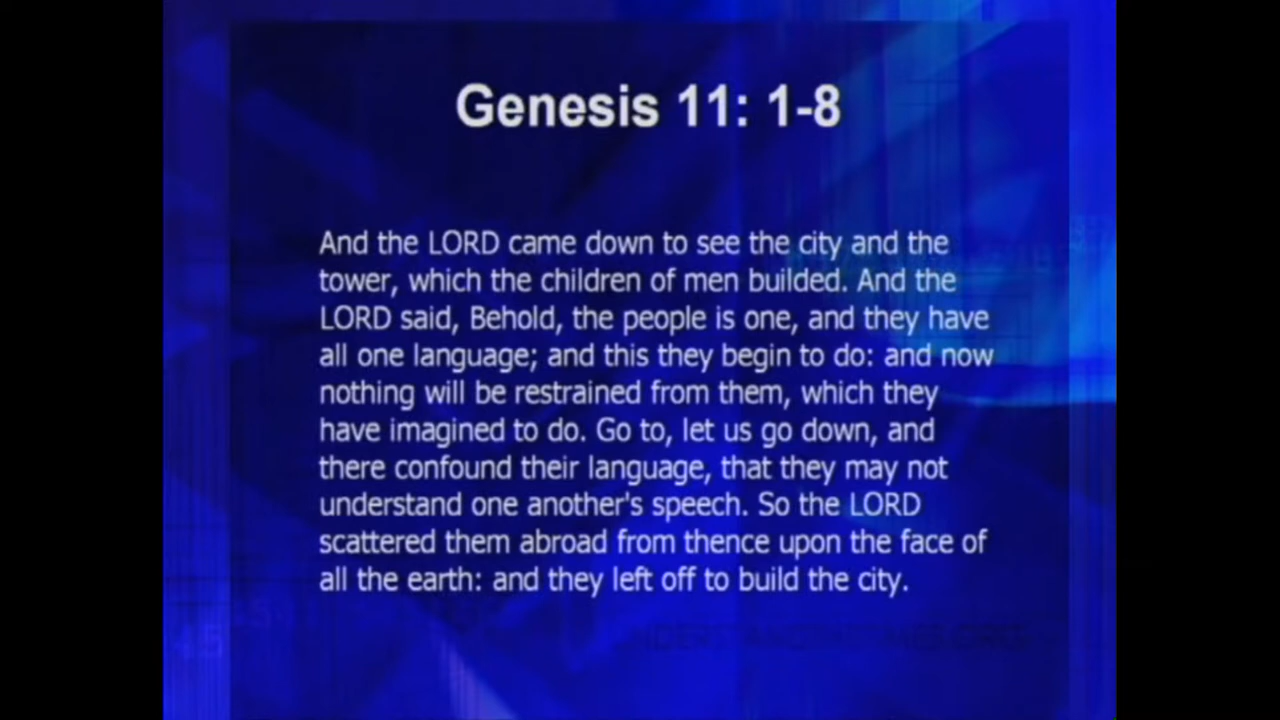 Genesis 11: 1-8
And the LORD came down to see the city and the
tower, which the children of men builded. And the
LORD said, Behold, the people is one, and they have
all one language; and this they begin to do: and now
nothing will be restrained from them, which they
have imagined to do. Go to, let us go down, and
there confound their language, that they may not
understand one another's speech. So the LORD
scattered them abroad from thence upon the face of
all the earth: and they left off to build the city.